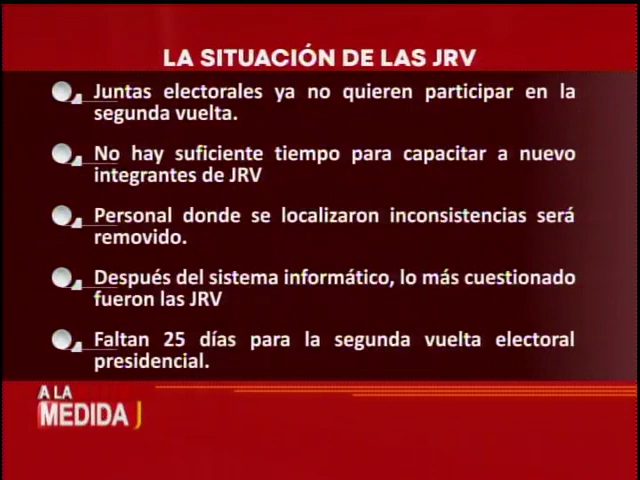 LA SITUACIÓN DE LAS JRV
Juntas electorales ya no quieren participar en la
segunda vuelta.
No hay suficiente tiempo para capacitar a nuevo
integrantes de JRV
Personal donde se localizaron inconsistencias será
removido.
Después del sistema informático, lo más cuestionado
fueron las JRV
Faltan 25 días para la segunda vuelta electoral
presidencial.
A LA
MEDIDA J